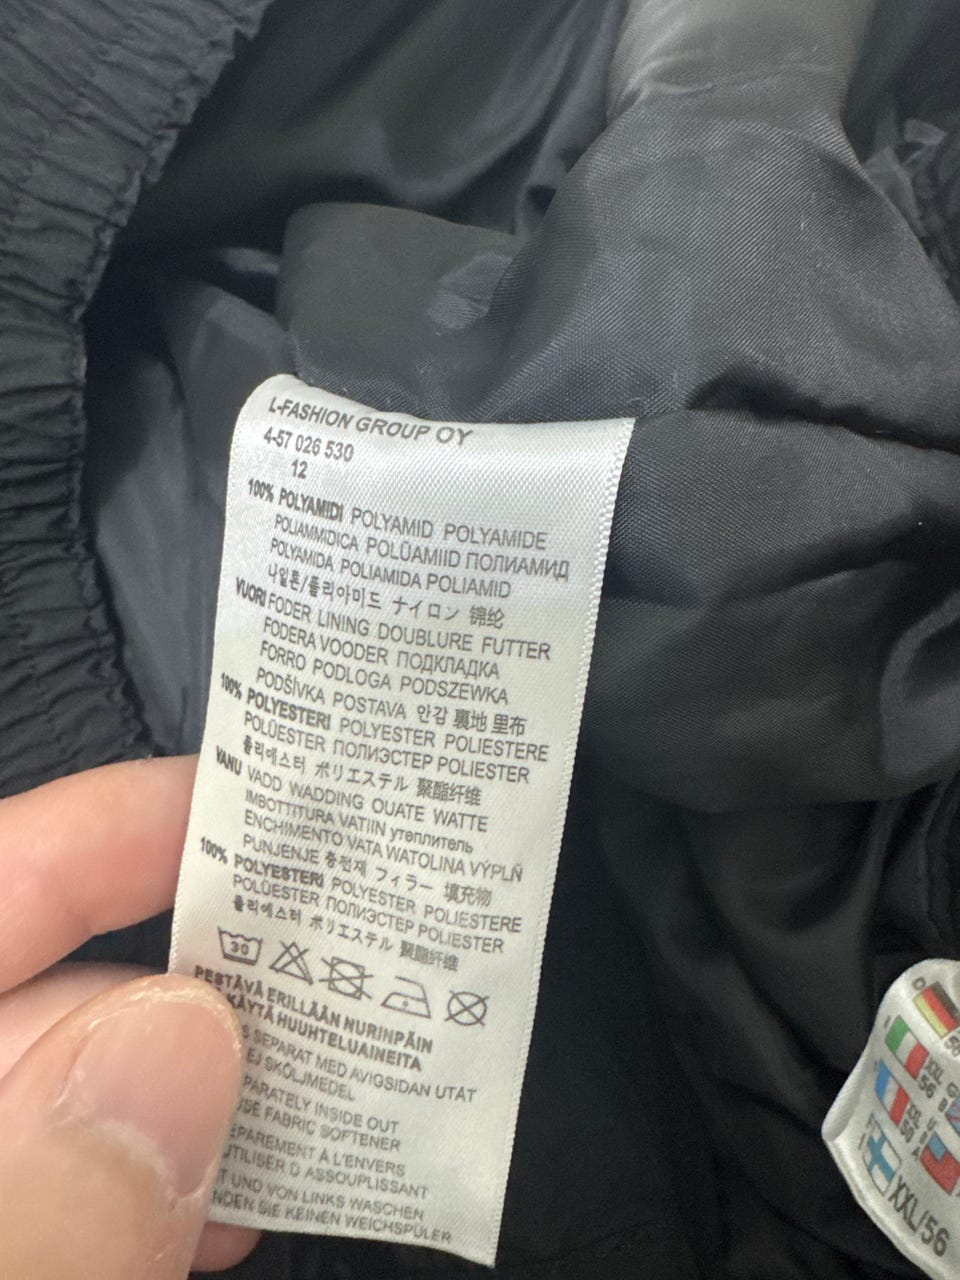 L-FASHION GROUP OY
4-57 026 530
12
100% POLYAMIDI POLYAMID POLYAMIDE
POLIAMMIDICA POLÜAMIID ПОЛИАМИД
POLYAMIDA POLIAMIDA POLIAMID
나일론/폴리아미드 ナイロン 锦纶
VUORI FODER LINING DOUBLURE FUTTER
FODERA VOODER ПОДКЛАДКА
FORRO PODLOGA PODSZEWKA
PODŠÍVKA POSTAVA 안감 裏地 里布
100% POLYESTERI POLYESTER POLIESTERE
POLÜESTER ПОЛИЭСТЕР POLIESTER
폴리에스터 ポリエステル 聚酯纤维
VANU VADD WADDING OUATE WATTE
IMBOTTITURA VATIIN утеплитель
ENCHIMENTO VATA WATOLINA VÝPLŇ
PUNJENJE 충전재 フィラー 填充物
100% POLYESTERI POLYESTER POLIESTERE
POLÜESTER ПОЛИЭСТЕР POLIESTER
폴리에스터 ポリエステル 聚酯纤维
30
PESTÄVÄ ERILLÄÄN NURINPÄIN
KÄYTÄ HUUHTELUAINEITA
SEPARAT MED AVIGSIDAN UTÅT
EJ SKÖLJMEDEL
PARATELY INSIDE OUT
USE FABRIC SOFTENER
ÉPAREMENT À L'ENVERS
UTILISER D ASSOUPLISSANT
T UND VON LINKS WASCHEN
NDEN SIE KEINEN WEICHSPÜLER
XXL
56
XXL/56